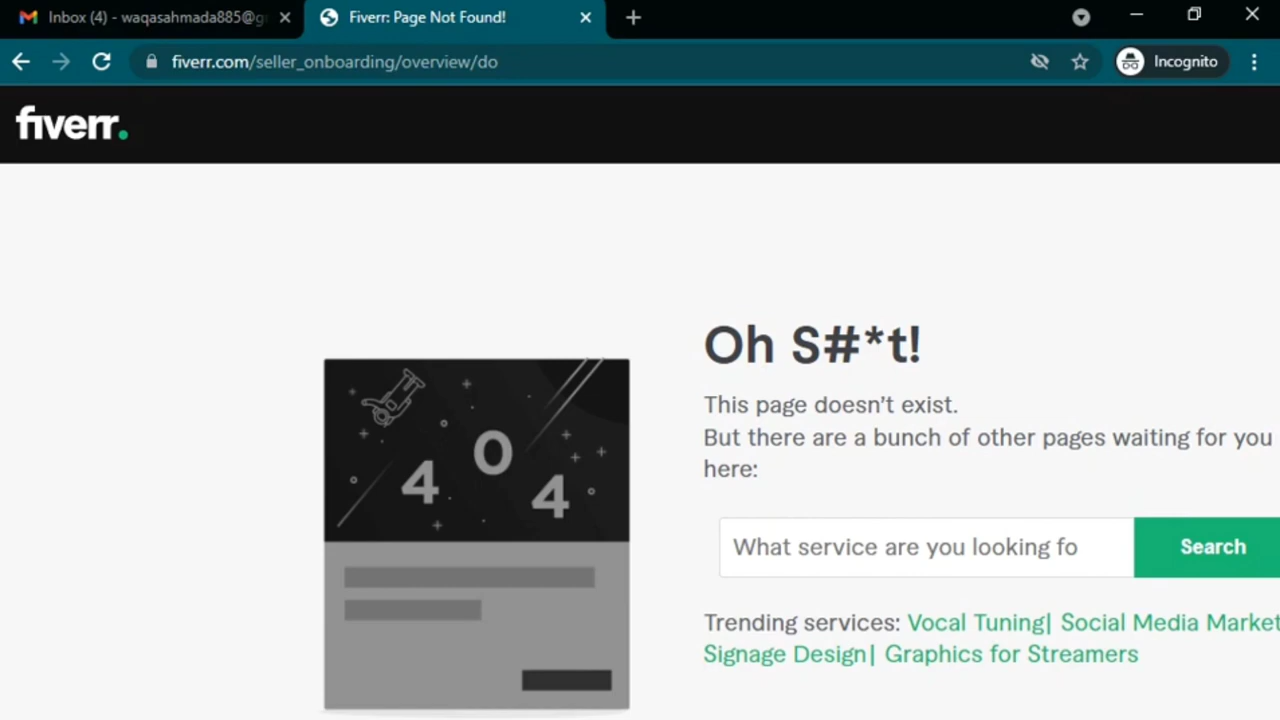 Inbox (4) - waqasahmada885@g
Fiverr: Page Not Found!
fiverr.com/seller_onboarding/overview/do
Incognito
fiverr.
Oh S#*t!
This page doesn't exist.
But there are a bunch of other pages waiting for you
here:
404
What service are you looking fo
Search
Trending services: Vocal Tuning| Social Media Market
Signage Design| Graphics for Streamers